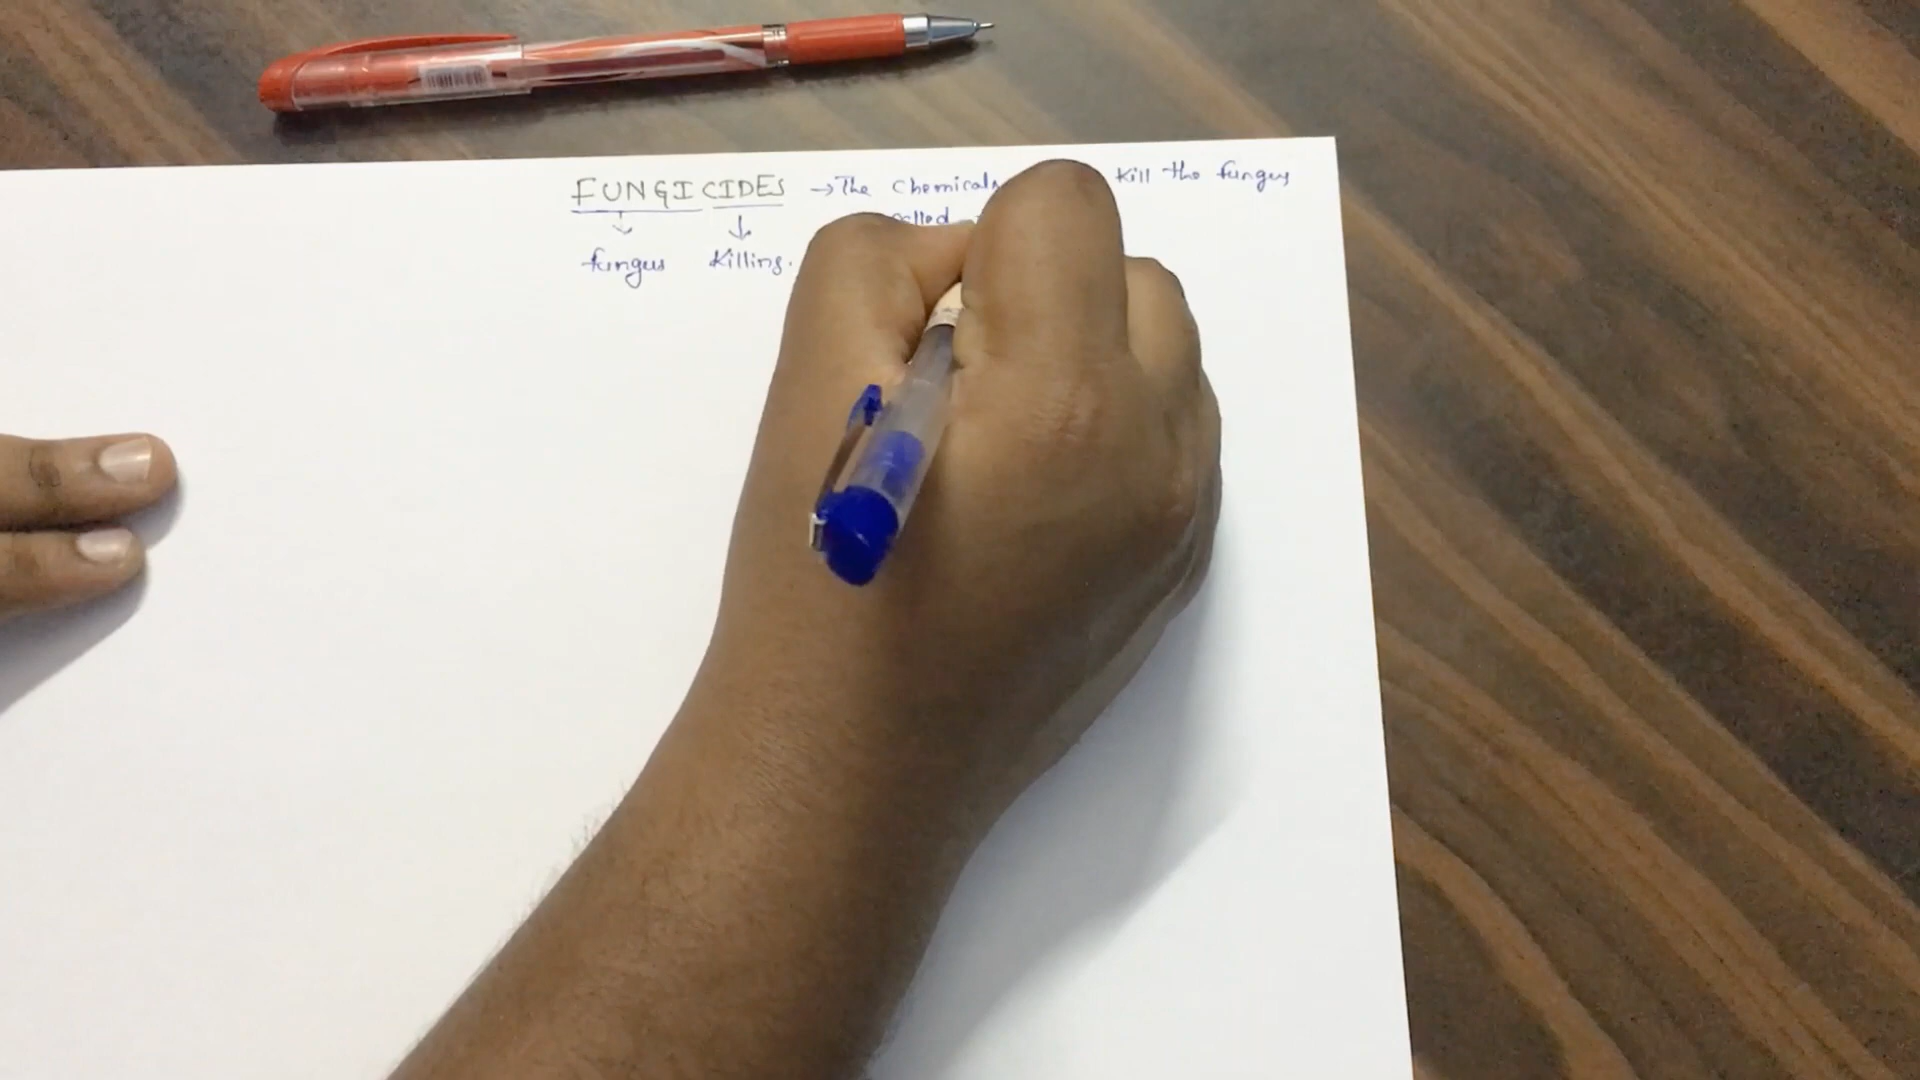 FUNGICIDES → The chemicals Kill the fungus
called
↓ ↓
fungus Killing.